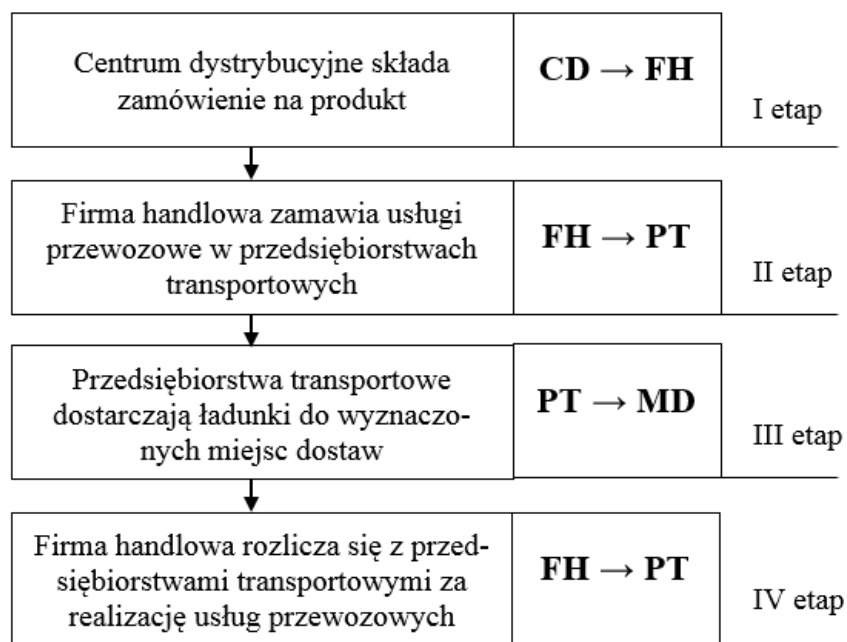 Centrum dystrybucyjne składa
zamówienie na produkt
CD → FH
I etap
Firma handlowa zamawia usługi
przewozowe w przedsiębiorstwach
transportowych
FH → PT
II etap
Przedsiębiorstwa transportowe
dostarczają ładunki do wyznaczo-
nych miejsc dostaw
PT → MD
III etap
Firma handlowa rozlicza się z przed-
siębiorstwami transportowymi za
realizację usług przewozowych
FH → PT
IV etap